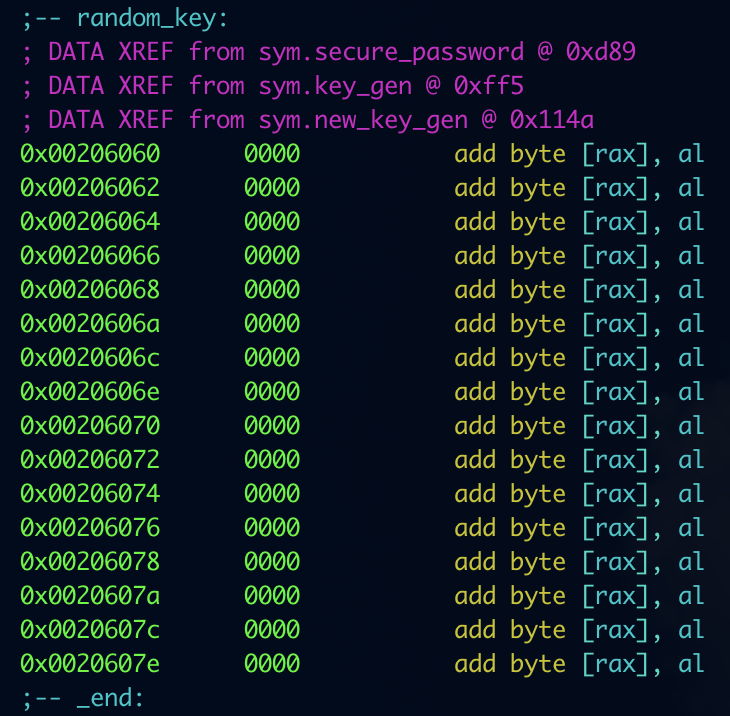 ;-- random_key:
; DATA XREF from sym.secure_password @ 0xd89
; DATA XREF from sym.key_gen @ 0xff5
; DATA XREF from sym.new_key_gen @ 0x114a
0x00206060      0000           add byte [rax], al
0x00206062      0000           add byte [rax], al
0x00206064      0000           add byte [rax], al
0x00206066      0000           add byte [rax], al
0x00206068      0000           add byte [rax], al
0x0020606a      0000           add byte [rax], al
0x0020606c      0000           add byte [rax], al
0x0020606e      0000           add byte [rax], al
0x00206070      0000           add byte [rax], al
0x00206072      0000           add byte [rax], al
0x00206074      0000           add byte [rax], al
0x00206076      0000           add byte [rax], al
0x00206078      0000           add byte [rax], al
0x0020607a      0000           add byte [rax], al
0x0020607c      0000           add byte [rax], al
0x0020607e      0000           add byte [rax], al
;-- _end: